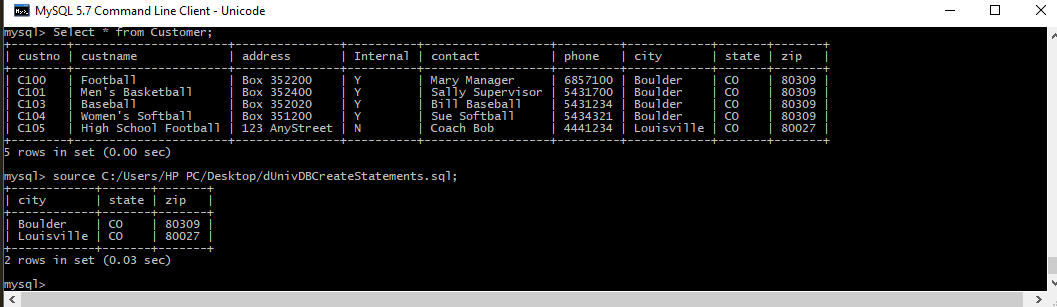 MySQL 5.7 Command Line Client - Unicode
mysql> Select * from Customer;
+--------+----------------------+---------------+----------+------------------+---------+------------+-------+-------+
| custno | custname             | address       | Internal | contact          | phone   | city       | state | zip   |
+--------+----------------------+---------------+----------+------------------+---------+------------+-------+-------+
| C100   | Football             | Box 352200    | Y        | Mary Manager     | 6857100 | Boulder    | CO    | 80309 |
| C101   | Men's Basketball     | Box 352400    | Y        | Sally Supervisor | 5431700 | Boulder    | CO    | 80309 |
| C103   | Baseball             | Box 352020    | Y        | Bill Baseball    | 5431234 | Boulder    | CO    | 80309 |
| C104   | Women's Softball     | Box 351200    | Y        | Sue Softball     | 5434321 | Boulder    | CO    | 80309 |
| C105   | High School Football | 123 AnyStreet | N        | Coach Bob        | 4441234 | Louisville | CO    | 80027 |
+--------+----------------------+---------------+----------+------------------+---------+------------+-------+-------+
5 rows in set (0.00 sec)
mysql> source C:/Users/HP PC/Desktop/dUnivDBCreateStatements.sql;
+------------+-------+-------+
| city       | state | zip   |
+------------+-------+-------+
| Boulder    | CO    | 80309 |
| Louisville | CO    | 80027 |
+------------+-------+-------+
2 rows in set (0.03 sec)
mysql>